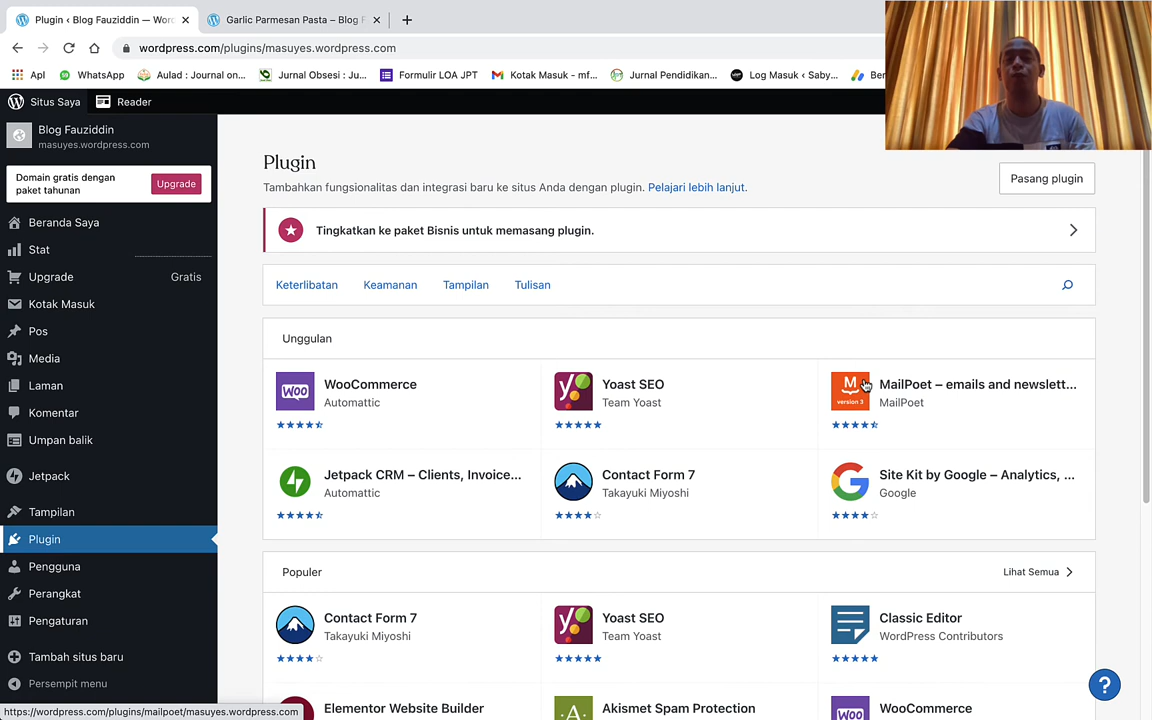 Plugin ‹ Blog Fauziddin — Wor
Garlic Parmesan Pasta – Blog F
wordpress.com/plugins/masuyes.wordpress.com
Apl
WhatsApp
Aulad : Journal on...
Jurnal Obsesi : Ju...
Formulir LOA JPT
Kotak Masuk - mf...
Jurnal Pendidikan...
Log Masuk ‹ Saby...
Situs Saya
Reader
Blog Fauziddin
masuyes.wordpress.com
Domain gratis dengan
paket tahunan
Upgrade
Beranda Saya
Stat
Upgrade
Gratis
Kotak Masuk
Pos
Media
Laman
Komentar
Umpan balik
Jetpack
Tampilan
Plugin
Pengguna
Perangkat
Pengaturan
Tambah situs baru
Persempit menu
https://wordpress.com/plugins/mailpoet/masuyes.wordpress.com
Plugin
Tambahkan fungsionalitas dan integrasi baru ke situs Anda dengan plugin. Pelajari lebih lanjut.
Pasang plugin
Tingkatkan ke paket Bisnis untuk memasang plugin.
Keterlibatan
Keamanan
Tampilan
Tulisan
Unggulan
WOO
WooCommerce
Automattic
y
Yoast SEO
Team Yoast
M
version 3
MailPoet – emails and newslett...
MailPoet
Jetpack CRM – Clients, Invoice...
Automattic
Contact Form 7
Takayuki Miyoshi
G
Site Kit by Google – Analytics, ...
Google
Populer
Lihat Semua
Contact Form 7
Takayuki Miyoshi
y
Yoast SEO
Team Yoast
Classic Editor
WordPress Contributors
Elementor Website Builder
A
Akismet Spam Protection
WOO
WooCommerce
?